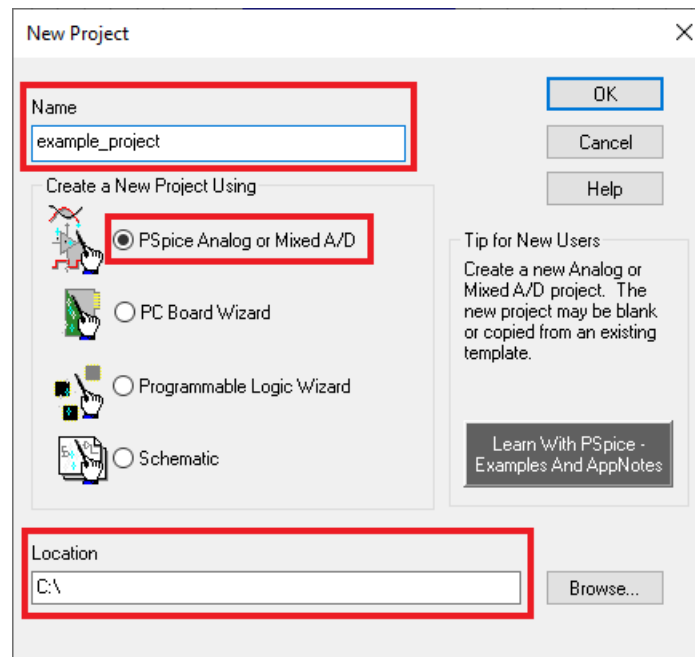 New Project
Name
example_project
OK
Cancel
Help
Create a New Project Using
PSpice Analog or Mixed A/D
PC Board Wizard
Programmable Logic Wizard
Schematic
Tip for New Users
Create a new Analog or
Mixed A/D project. The
new project may be blank
or copied from an existing
template.
Learn With PSpice -
Examples And AppNotes
Location
C:\
Browse...